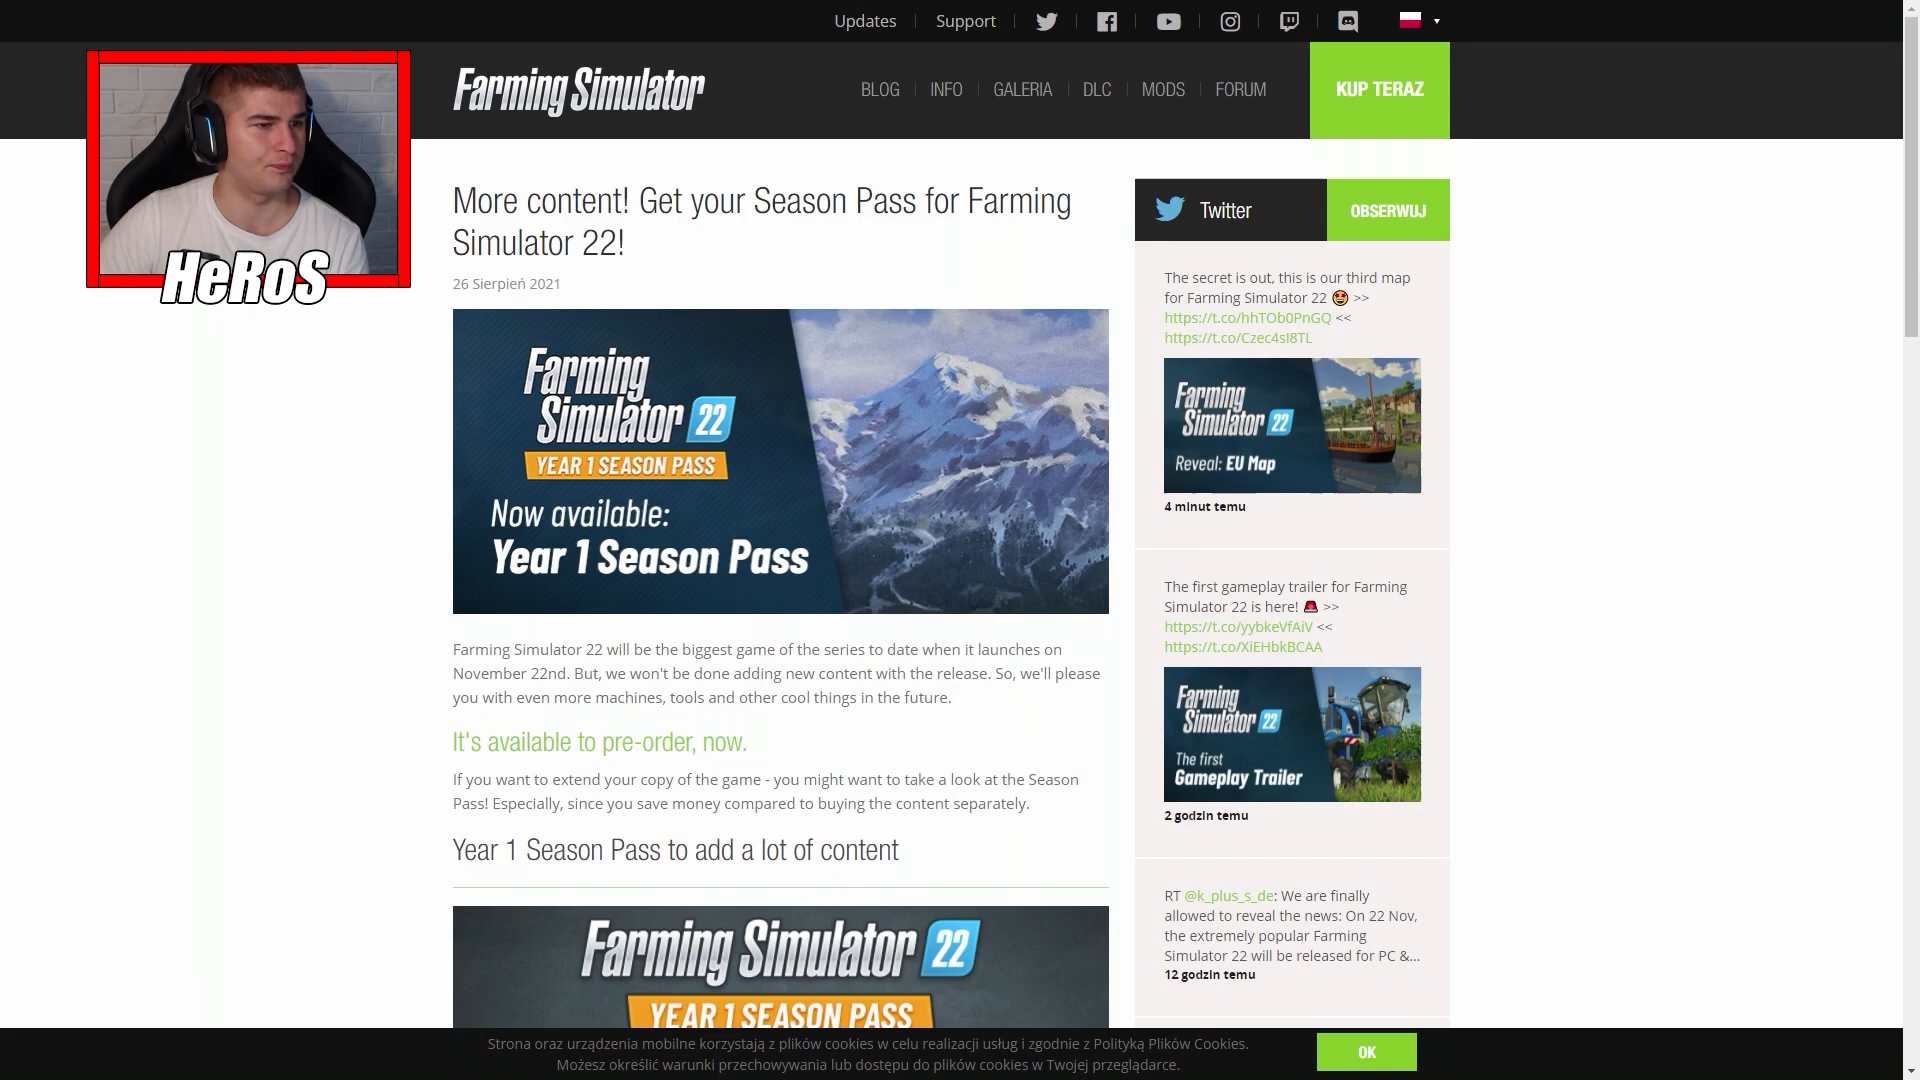 Updates
Support
Farming Simulator
BLOG
INFO
GALERIA
DLC
MODS
FORUM
KUP TERAZ
HeRoS
More content! Get your Season Pass for Farming
Simulator 22!
26 Sierpień 2021
Farming
Simulator 22
YEAR 1 SEASON PASS
Now available:
Year 1 Season Pass
Farming Simulator 22 will be the biggest game of the series to date when it launches on
November 22nd. But, we won't be done adding new content with the release. So, we'll please
you with even more machines, tools and other cool things in the future.
It's available to pre-order, now.
If you want to extend your copy of the game - you might want to take a look at the Season
Pass! Especially, since you save money compared to buying the content separately.
Year 1 Season Pass to add a lot of content
Farming Simulator 22
YEAR 1 SEASON PASS
Twitter
OBSERWUJ
The secret is out, this is our third map
for Farming Simulator 22 🤩 >>
https://t.co/hhTOb0PnGQ <<
https://t.co/Czec4sI8TL
Farming
Simulator 22
Reveal: EU Map
4 minut temu
The first gameplay trailer for Farming
Simulator 22 is here! 🚨 >>
https://t.co/yybkeVfAiV <<
https://t.co/XiEHbkBCAA
Farming
Simulator 22
The first
Gameplay Trailer
2 godzin temu
RT @k_plus_s_de: We are finally
allowed to reveal the news: On 22 Nov,
the extremely popular Farming
Simulator 22 will be released for PC &…
12 godzin temu
Strona oraz urządzenia mobilne korzystają z plików cookies w celu realizacji usług i zgodnie z Polityką Plików Cookies.
Możesz określić warunki przechowywania lub dostępu do plików cookies w Twojej przeglądarce.
OK